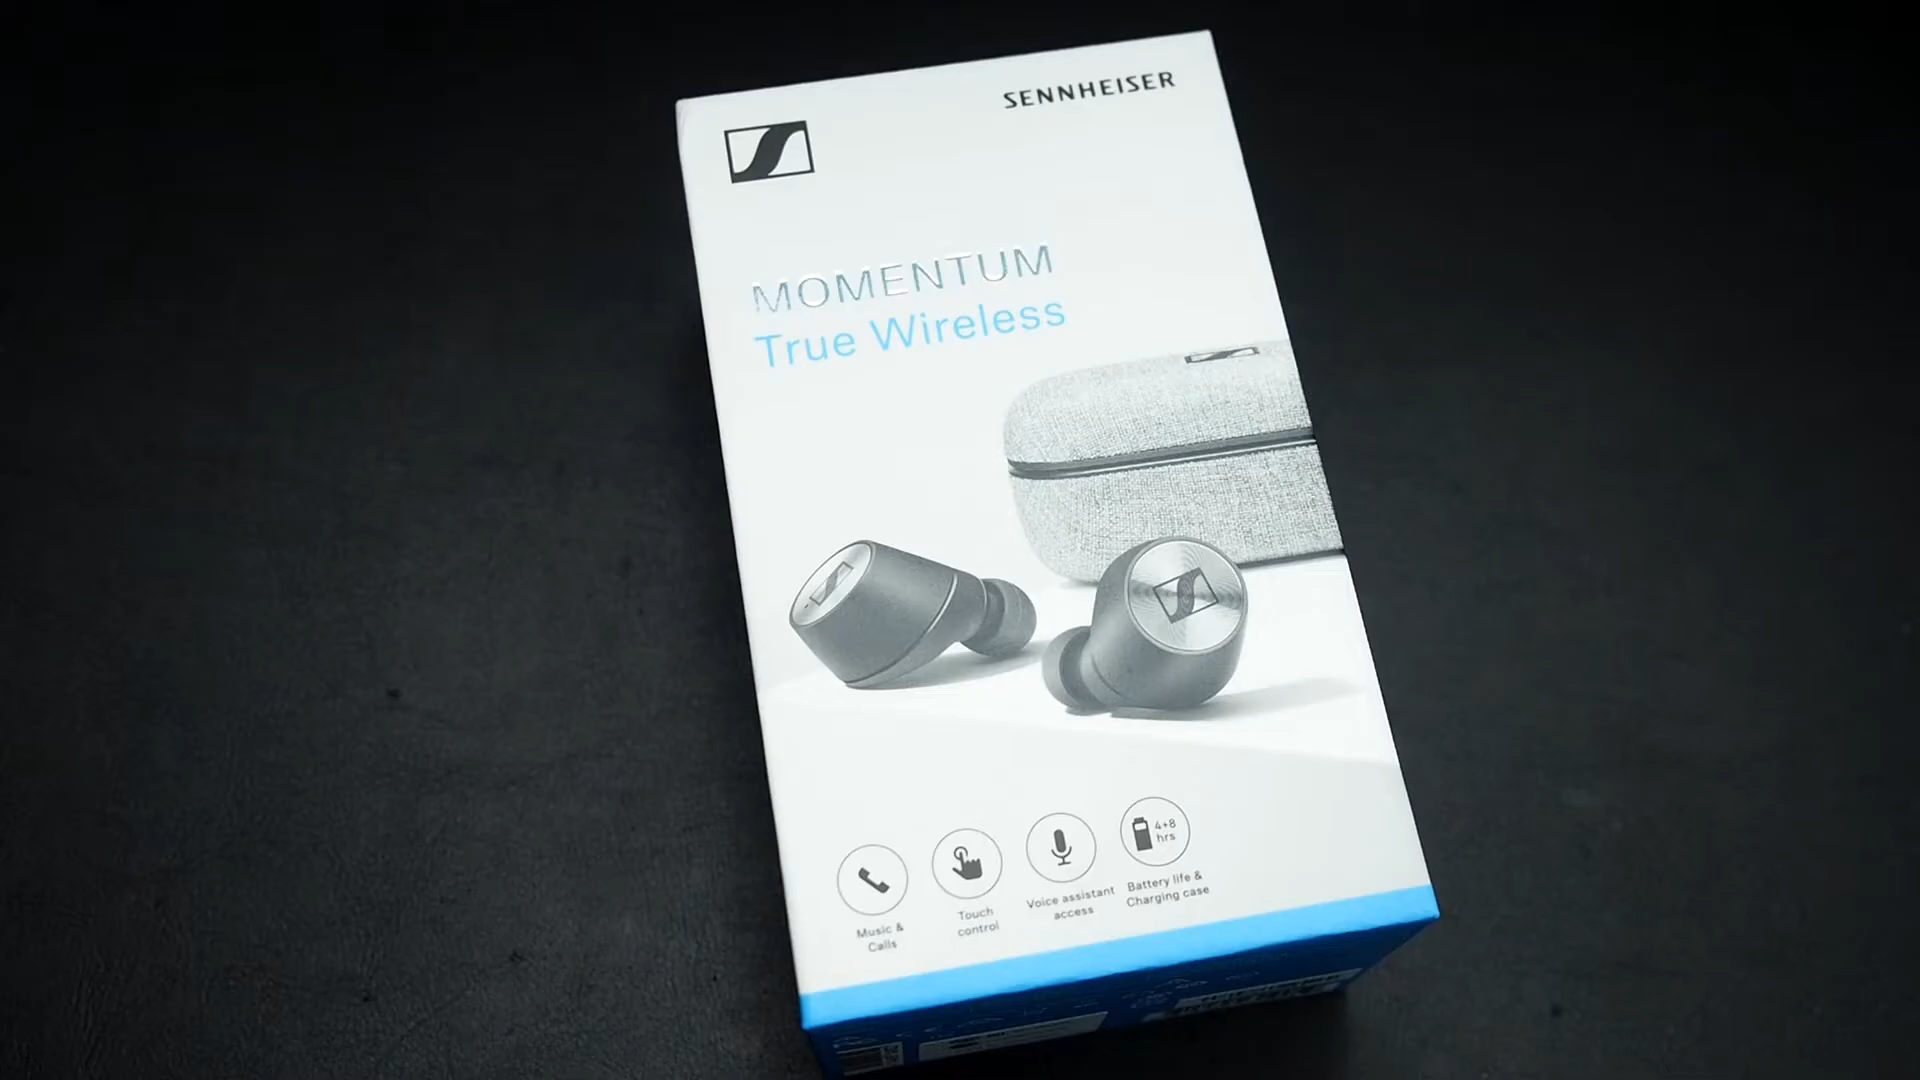 SENNHEISER
MOMENTUM
True Wireless
Music &
Calls
Touch
control
Voice assistant
access
4+8
hrs
Battery life &
Charging case